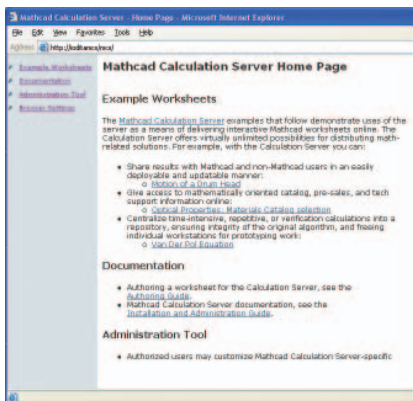 Mathcad Calculation Server - Home Page - Microsoft Internet Explorer
File Edit View Favorites Tools Help
Address
Example Worksheets
Documentation
Administration Tool
Browser Settings
Mathcad Calculation Server Home Page
Example Worksheets
The Mathcad Calculation Server examples that follow demonstrate uses of the
server as a means of delivering interactive Mathcad worksheets online. The
Calculation Server offers virtually unlimited possibilities for distributing math-
related solutions. For example, with the Calculation Server you can:
• Share results with Mathcad and non-Mathcad users in an easily
deployable and updatable manner:
○ Motion of a Drum Head
• Give access to mathematically oriented catalog, pre-sales, and tech
support information online:
○ Optical Properties: Materials Catalog selection
• Centralize time-intensive, repetitive, or verification calculations into a
repository, ensuring integrity of the original algorithm, and freeing
individual workstations for prototyping work:
○ Van Der Pol Equation
Documentation
• Authoring a worksheet for the Calculation Server, see the
Authoring Guide.
• Mathcad Calculation Server documentation, see the
Installation and Administration Guide.
Administration Tool
• Authorized users may customize Mathcad Calculation Server-specific